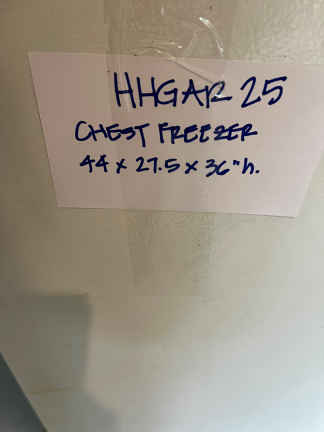 HHGAR 25
CHEST FREEZER
44 x 27.5 x 36"h.